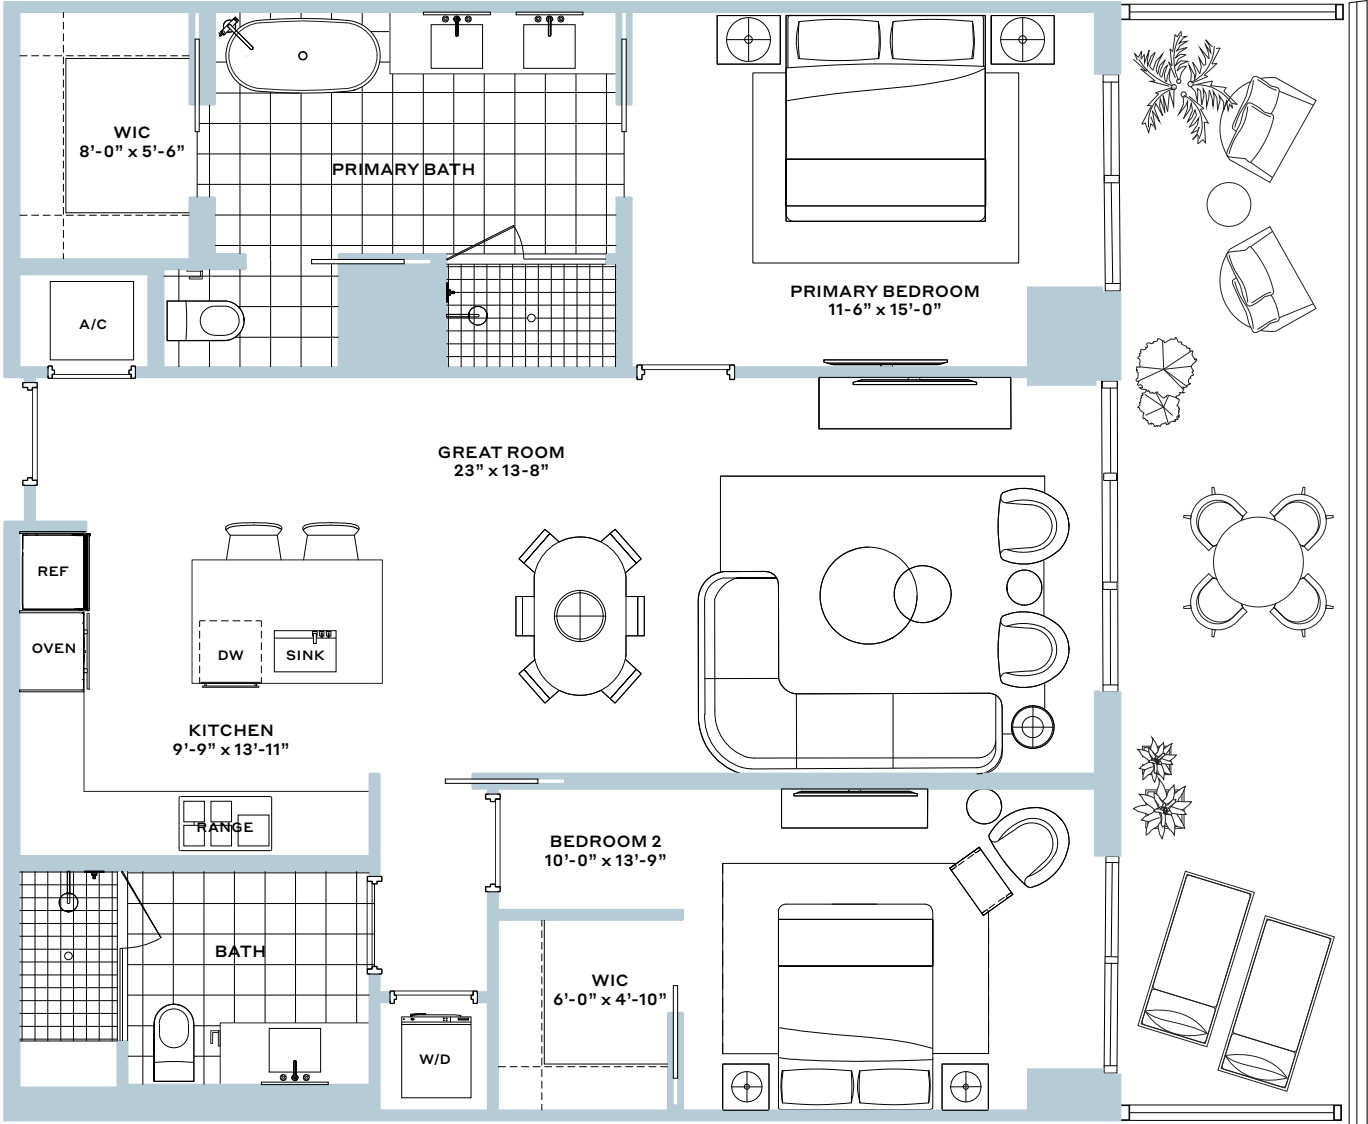 WIC
8’-0” x 5’-6”
PRIMARY BATH
PRIMARY BEDROOM
11-6” x 15’-0”
A/C
GREAT ROOM
23” x 13-8”
REF
OVEN
DW
SINK
KITCHEN
9’-9” x 13’-11”
RANGE
BEDROOM 2
10’-0” x 13’-9”
BATH
WIC
6’-0” x 4’-10”
W/D